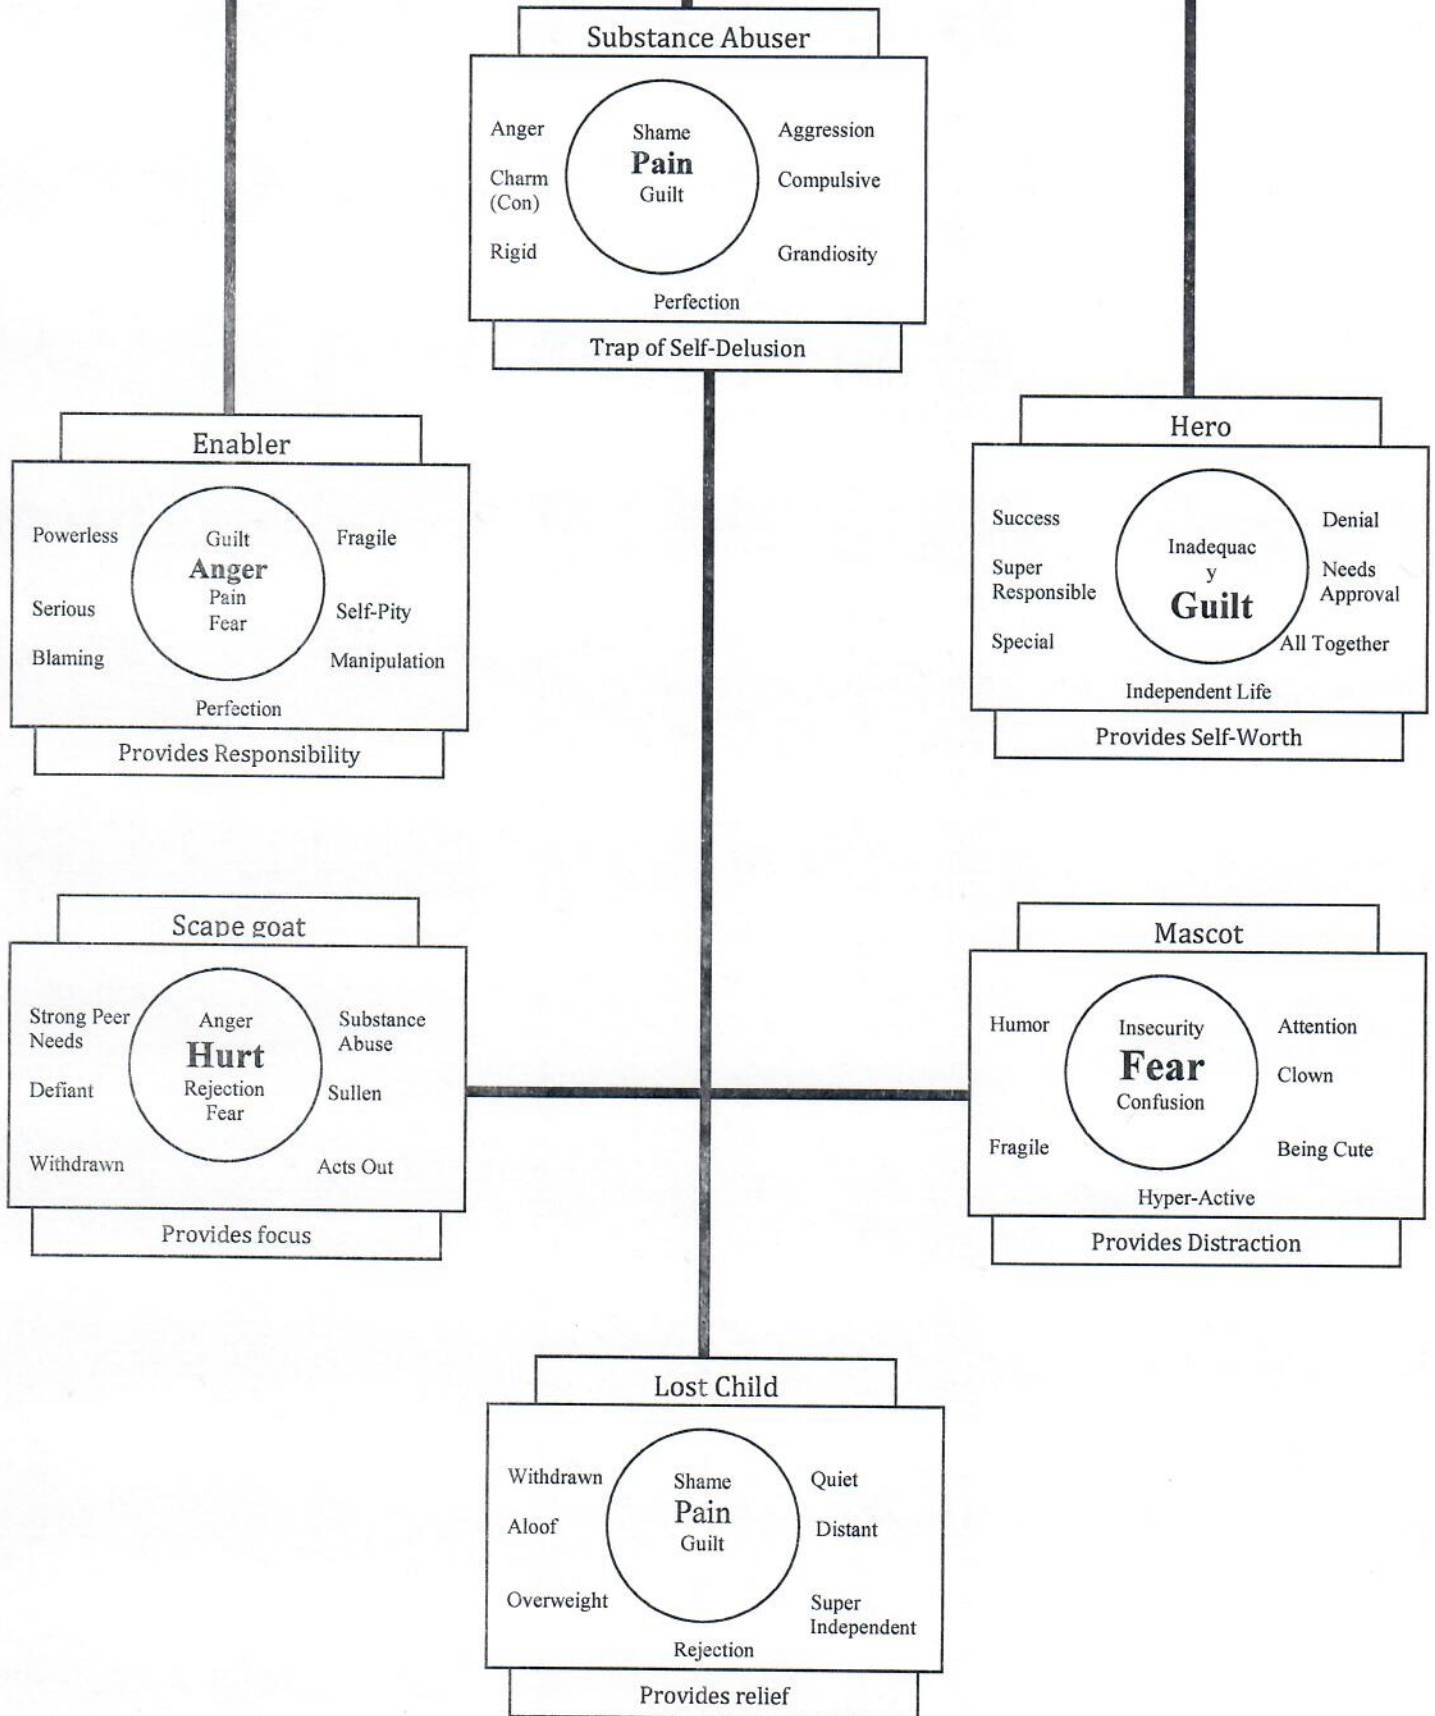 Substance Abuser
Anger
Charm
(Con)
Rigid
Shame
Pain
Guilt
Aggression
Compulsive
Grandiosity
Perfection
Trap of Self-Delusion
Enabler
Powerless
Serious
Blaming
Guilt
Anger
Pain
Fear
Fragile
Self-Pity
Manipulation
Perfection
Provides Responsibility
Hero
Success
Super
Responsible
Special
Inadequac
y
Guilt
Denial
Needs
Approval
All Together
Independent Life
Provides Self-Worth
Scape goat
Strong Peer
Needs
Defiant
Withdrawn
Anger
Hurt
Rejection
Fear
Substance
Abuse
Sullen
Acts Out
Provides focus
Mascot
Humor
Fragile
Insecurity
Fear
Confusion
Attention
Clown
Being Cute
Hyper-Active
Provides Distraction
Lost Child
Withdrawn
Aloof
Overweight
Shame
Pain
Guilt
Quiet
Distant
Super
Independent
Rejection
Provides relief